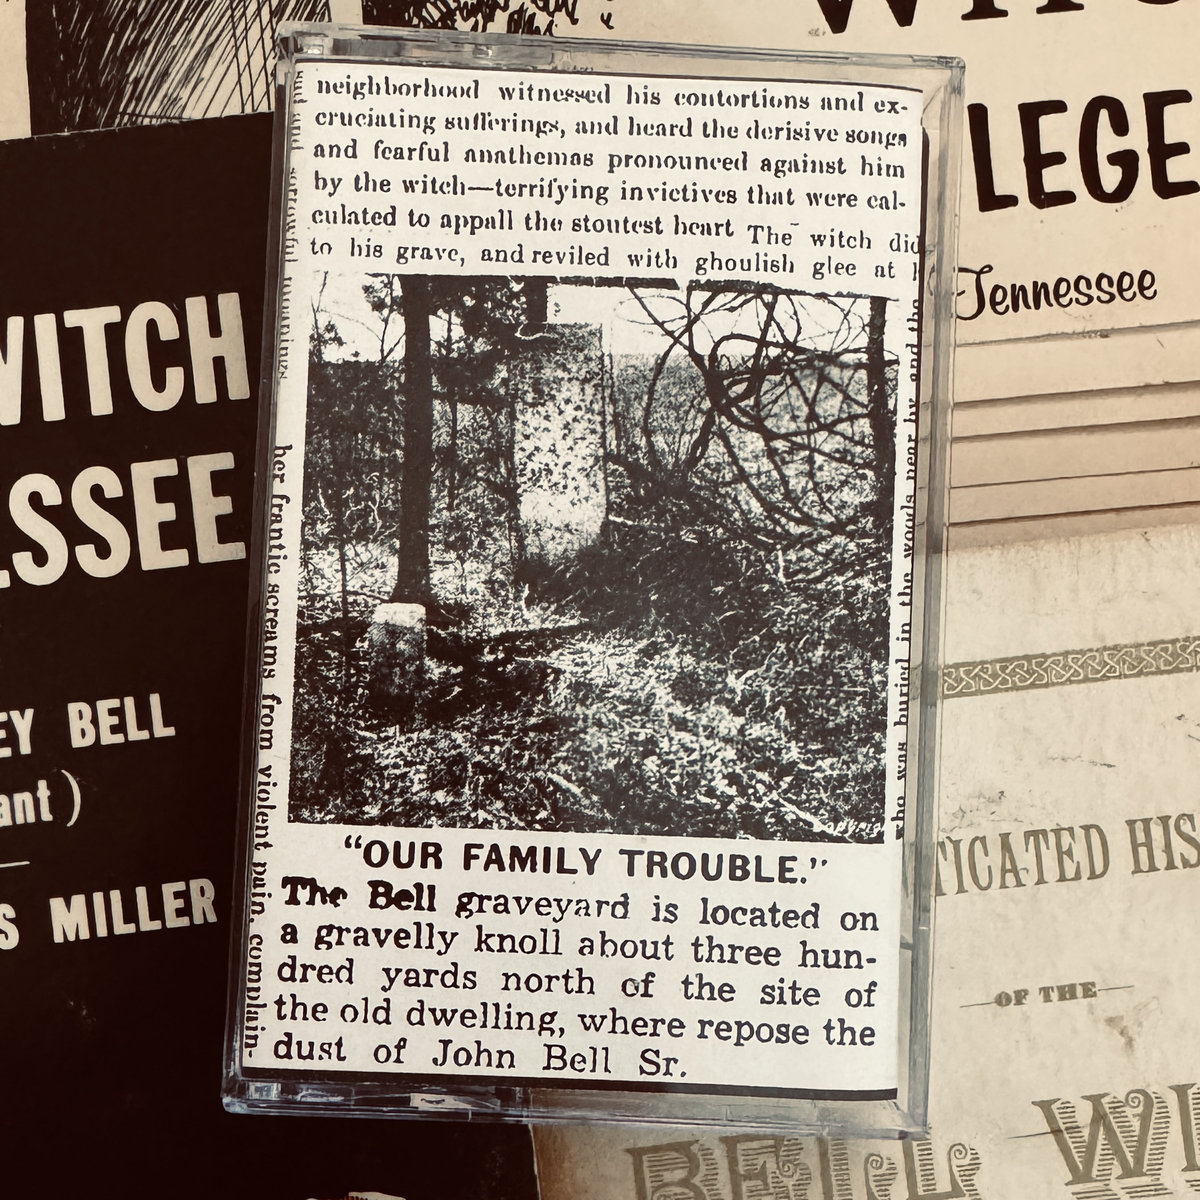 neighborhood witnessed his contortions and ex-
cruciating sufferings, and heard the derisive songs
and fearful anathemas pronounced against him
by the witch—terrifying invictives that were cal-
culated to appall the stoutest heart The witch did
to his grave, and reviled with ghoulish glee at
"OUR FAMILY TROUBLE."
The Bell graveyard is located on
a gravelly knoll about three hun-
dred yards north of the site of
the old dwelling, where repose the
dust of John Bell Sr.
her frantic screams from violent pain, complain-
who was buried in the woods near by and the
WITCH
ESSEE
EY BELL
ant )
S MILLER
LEGE
Tennessee
TICATED HIS
OF THE
BELL WI